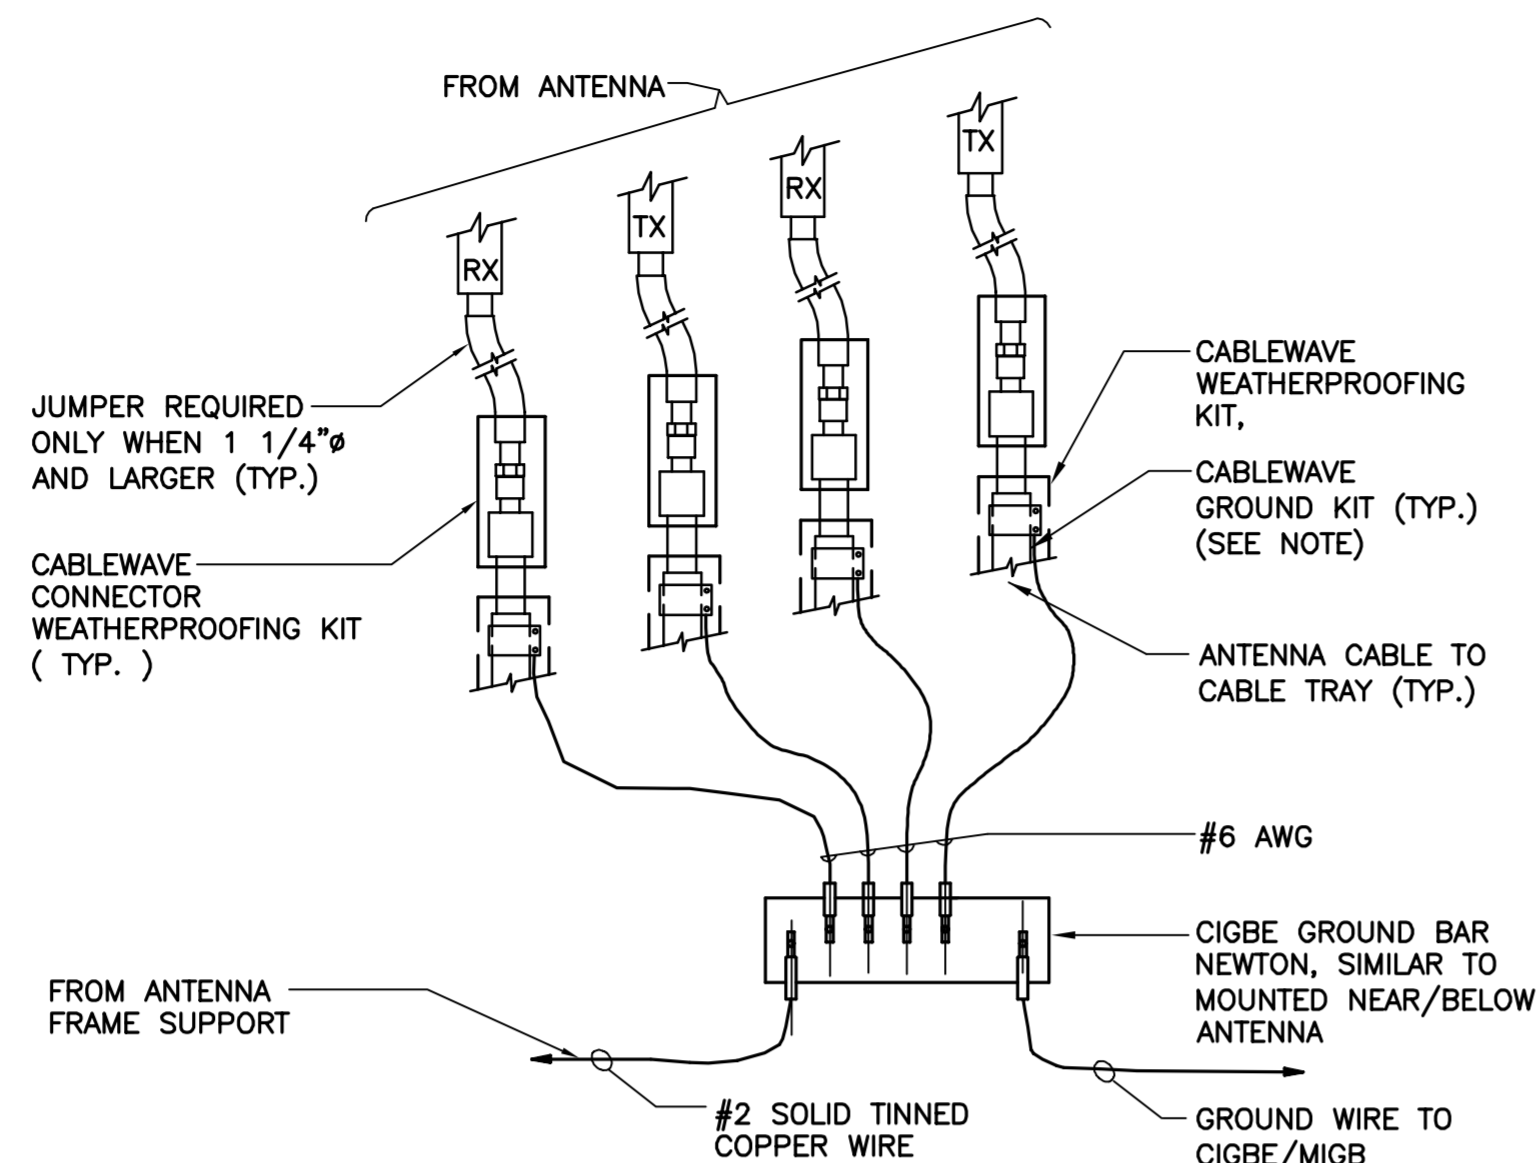 FROM ANTENNA
TX
RX
TX
RX
JUMPER REQUIRED
ONLY WHEN 1 1/4"ø
AND LARGER (TYP.)
CABLEWAVE
CONNECTOR
WEATHERPROOFING KIT
( TYP. )
CABLEWAVE
WEATHERPROOFING
KIT,
CABLEWAVE
GROUND KIT (TYP.)
(SEE NOTE)
ANTENNA CABLE TO
CABLE TRAY (TYP.)
#6 AWG
CIGBE GROUND BAR
NEWTON, SIMILAR TO
MOUNTED NEAR/BELOW
ANTENNA
FROM ANTENNA
FRAME SUPPORT
#2 SOLID TINNED
COPPER WIRE
GROUND WIRE TO
CIGBE/MIGB